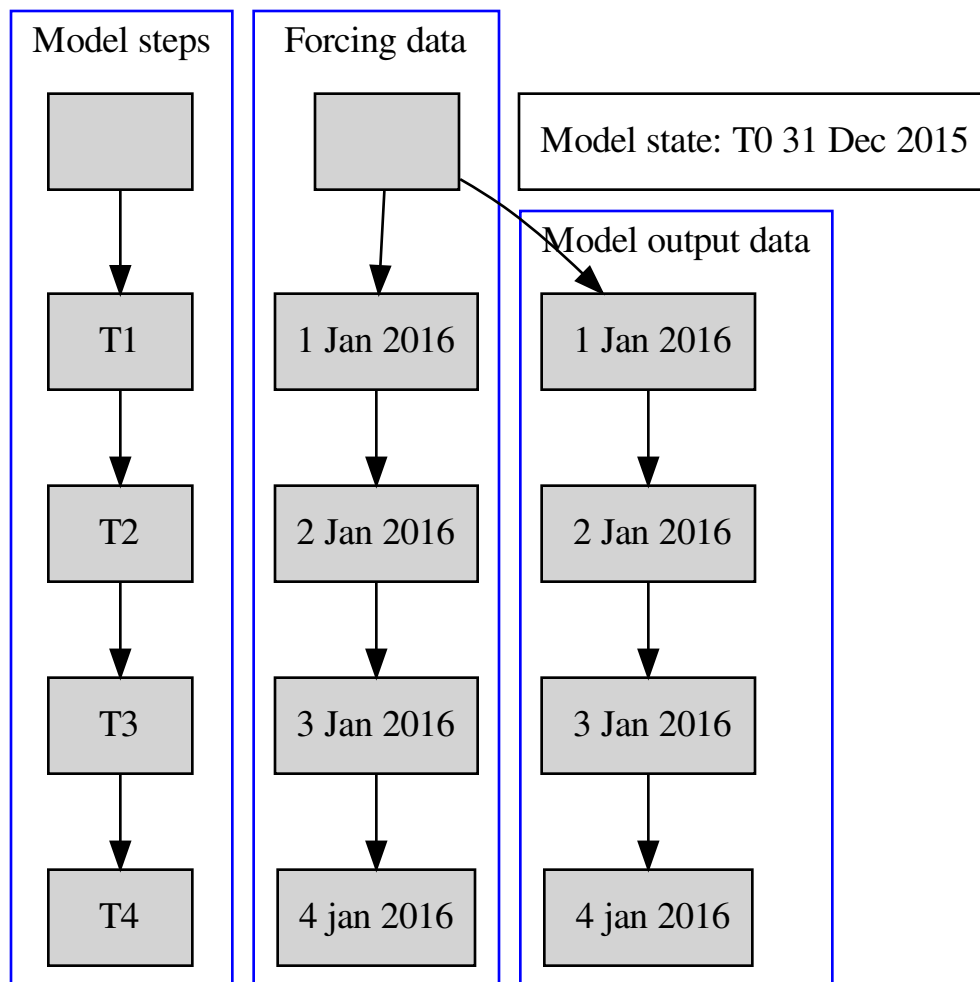 Model steps
Forcing data
Model state: T0 31 Dec 2015
Model output data
T1
1 Jan 2016
1 Jan 2016
T2
2 Jan 2016
2 Jan 2016
T3
3 Jan 2016
3 Jan 2016
T4
4 jan 2016
4 jan 2016